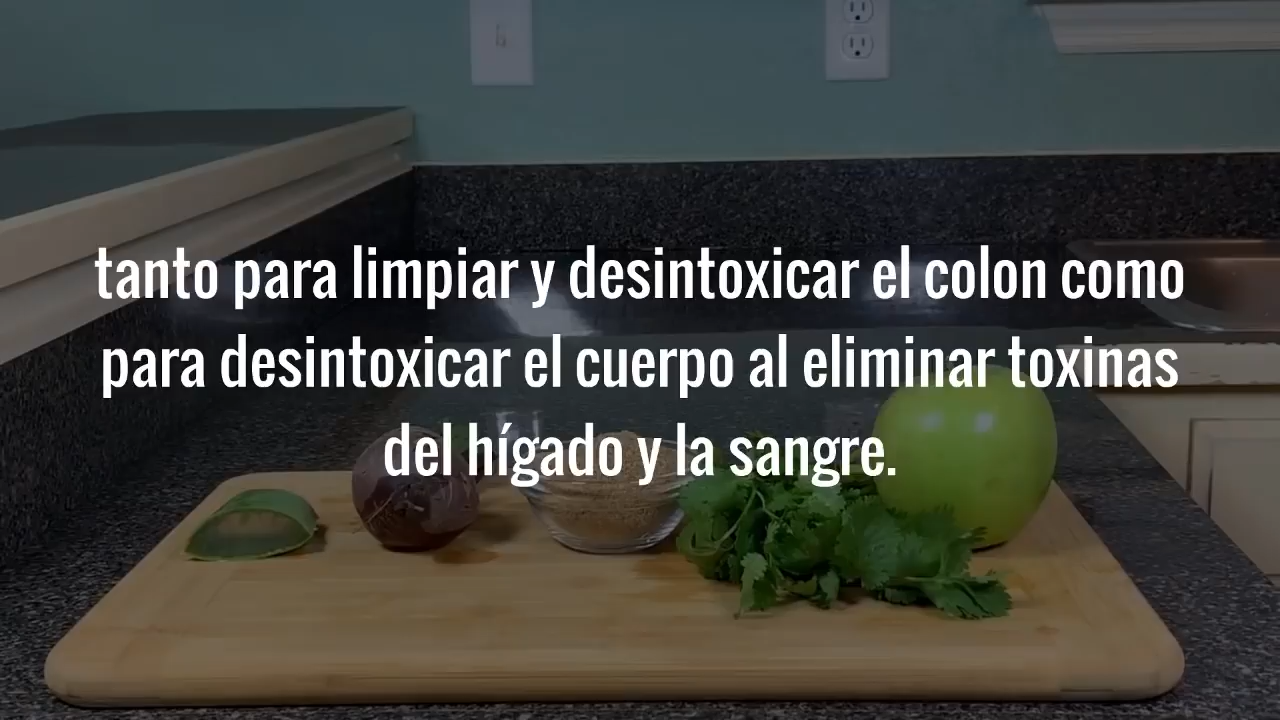 tanto para limpiar y desintoxicar el colon como
para desintoxicar el cuerpo al eliminar toxinas
del hígado y la sangre.